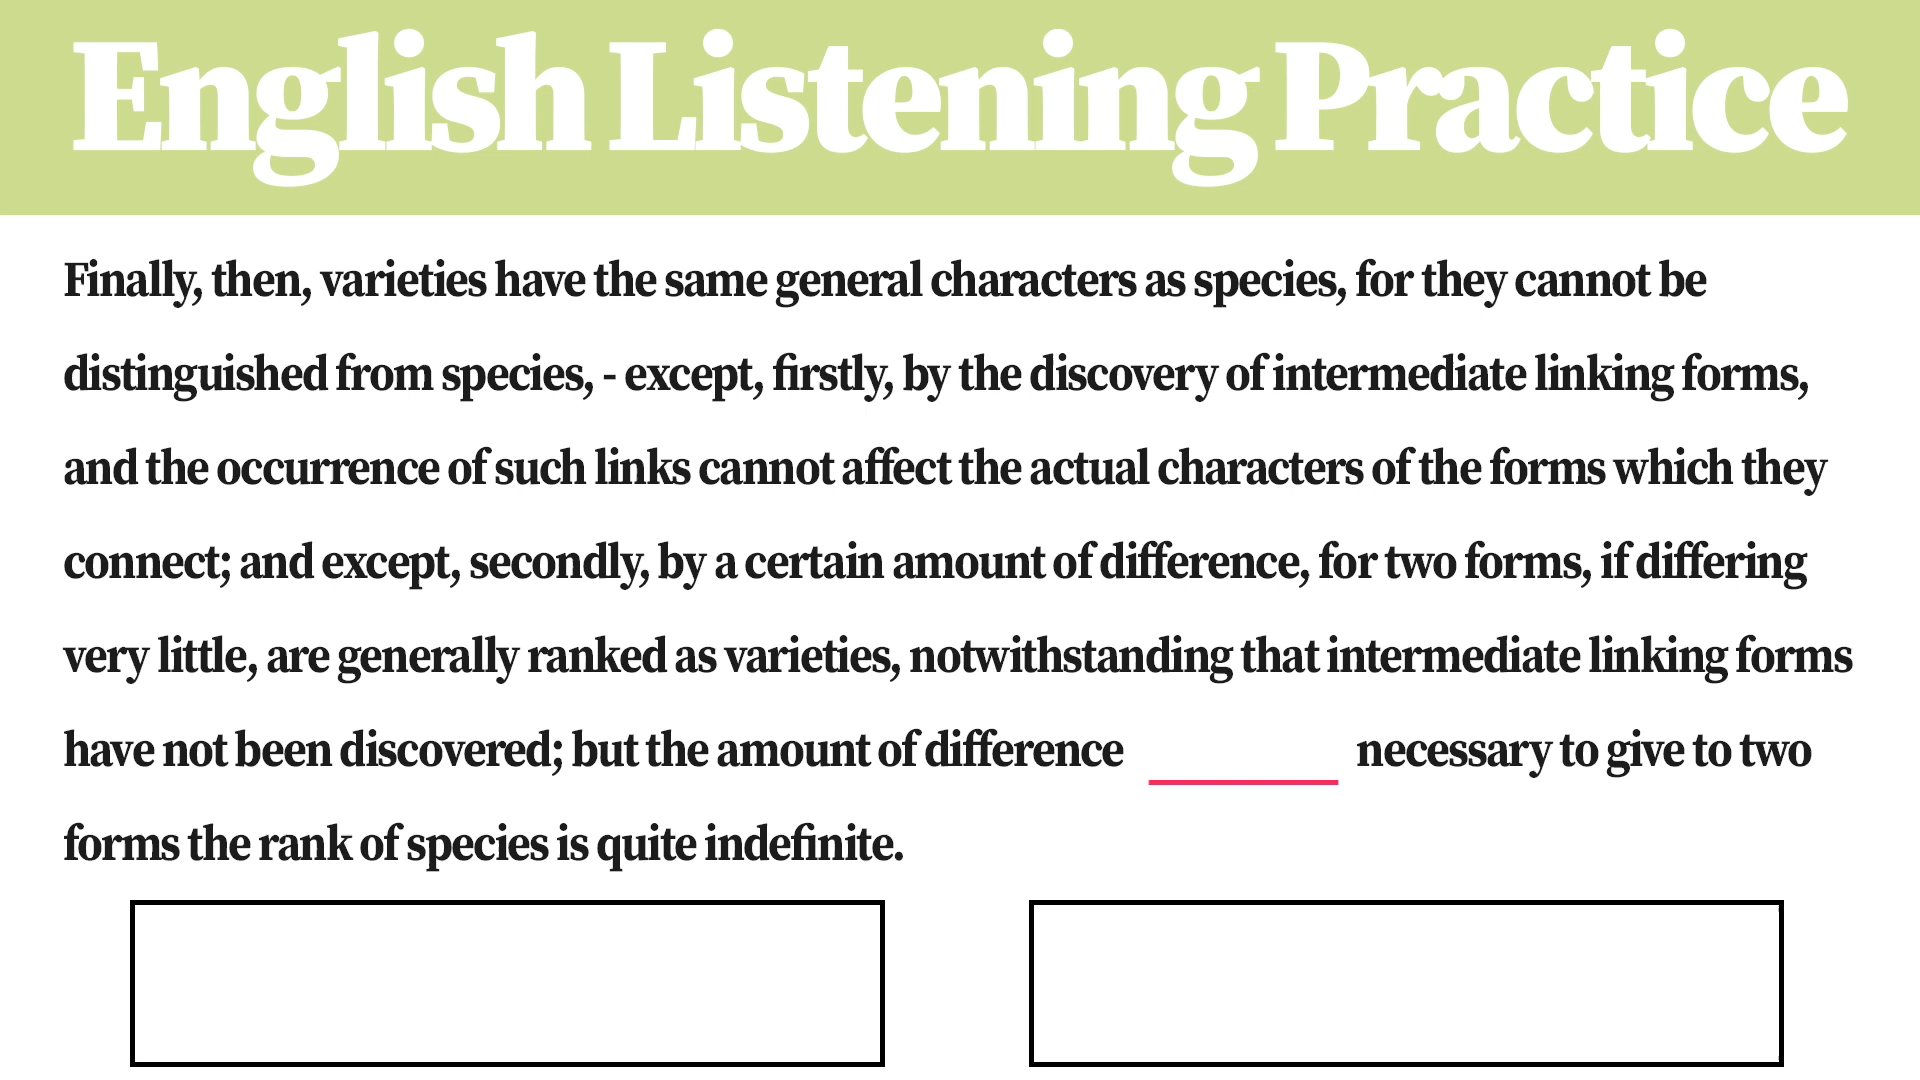 English Listening Practice
Finally, then, varieties have the same general characters as species, for they cannot be
distinguished from species, - except, firstly, by the discovery of intermediate linking forms,
and the occurrence of such links cannot affect the actual characters of the forms which they
connect; and except, secondly, by a certain amount of difference, for two forms, if differing
very little, are generally ranked as varieties, notwithstanding that intermediate linking forms
have not been discovered; but the amount of difference necessary to give to two
forms the rank of species is quite indefinite.